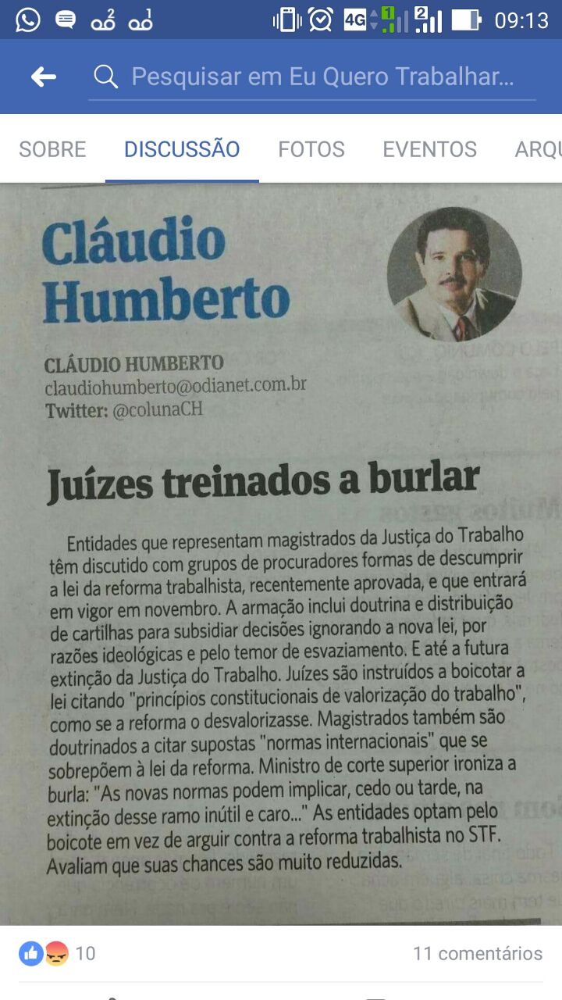 2
1
4G
1
2
09:13
Pesquisar em Eu Quero Trabalhar...
SOBRE
DISCUSSÃO
FOTOS
EVENTOS
ARQU
Cláudio
Humberto
CLÁUDIO HUMBERTO
claudiohumberto@odianet.com.br
Twitter: @colunaCH
Juízes treinados a burlar
Entidades que representam magistrados da Justiça do Trabalho
têm discutido com grupos de procuradores formas de descumprir
a lei da reforma trabalhista, recentemente aprovada, e que entrará
em vigor em novembro. A armação inclui doutrina e distribuição
de cartilhas para subsidiar decisões ignorando a nova lei, por
razões ideológicas e pelo temor de esvaziamento. E até a futura
extinção da Justiça do Trabalho. Juízes são instruídos a boicotar a
lei citando "princípios constitucionais de valorização do trabalho",
como se a reforma o desvalorizasse. Magistrados também são
doutrinados a citar supostas "normas internacionais" que se
sobrepõem à lei da reforma. Ministro de corte superior ironiza a
burla: "As novas normas podem implicar, cedo ou tarde, na
extinção desse ramo inútil e caro..." As entidades optam pelo
boicote em vez de arguir contra a reforma trabalhista no STF.
Avaliam que suas chances são muito reduzidas.
10
11 comentários